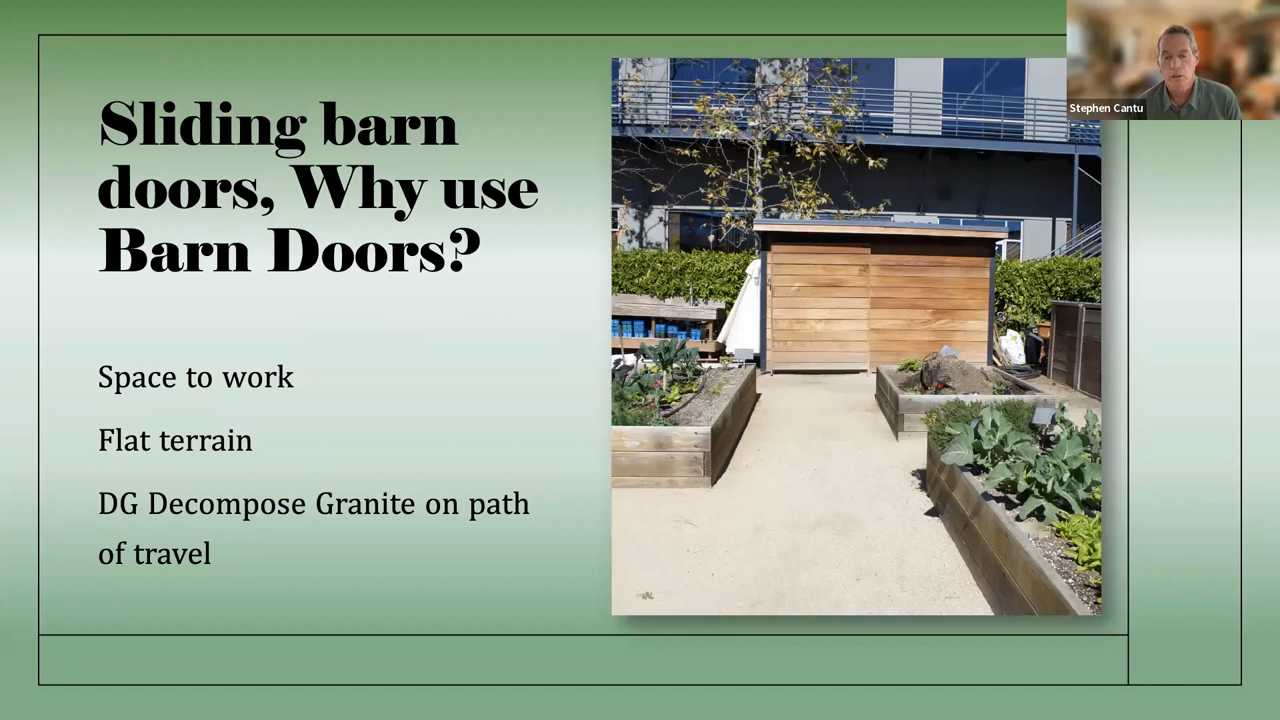 Sliding barn
doors, Why use
Barn Doors?
Space to work
Flat terrain
DG Decompose Granite on path
of travel
Stephen Cantu